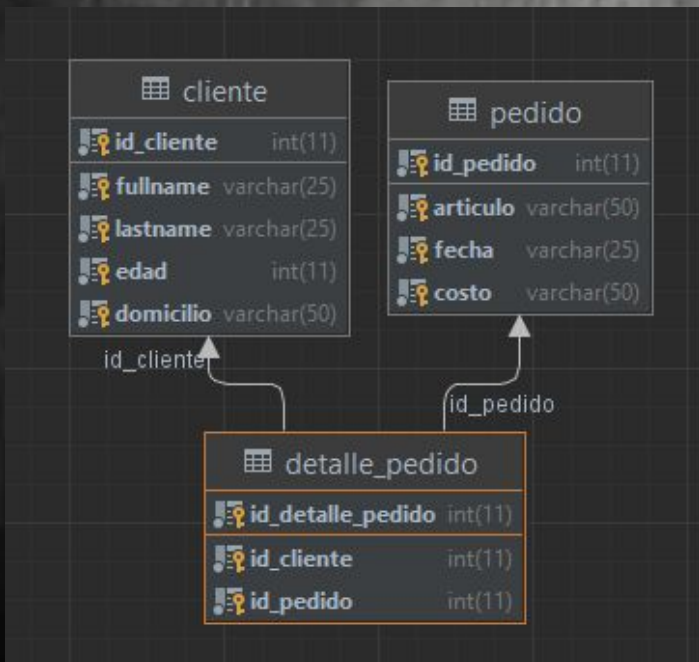 cliente
id_cliente int(11)
fullname varchar(25)
lastname varchar(25)
edad int(11)
domicilio varchar(50)
pedido
id_pedido int(11)
articulo varchar(50)
fecha varchar(25)
costo varchar(50)
id_cliente
id_pedido
detalle_pedido
id_detalle_pedido int(11)
id_cliente int(11)
id_pedido int(11)